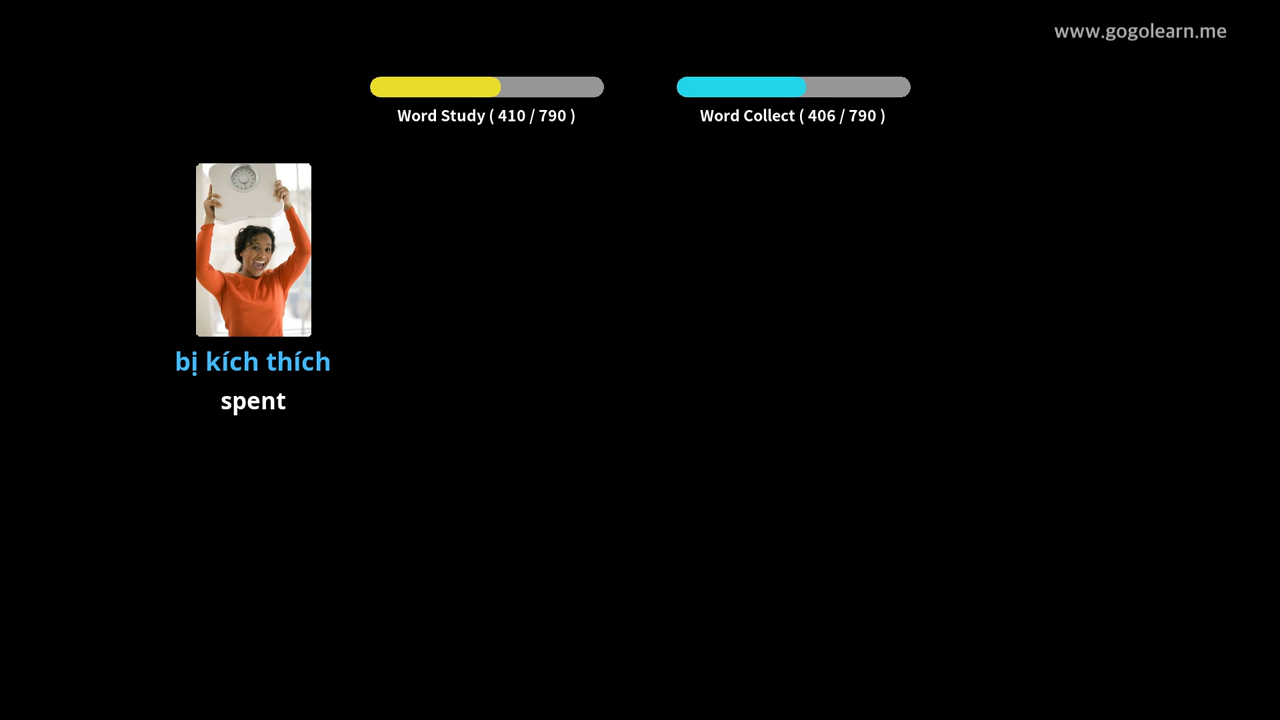 www.gogolearn.me
Word Study ( 410 / 790 )
Word Collect ( 406 / 790 )
bị kích thích
spent